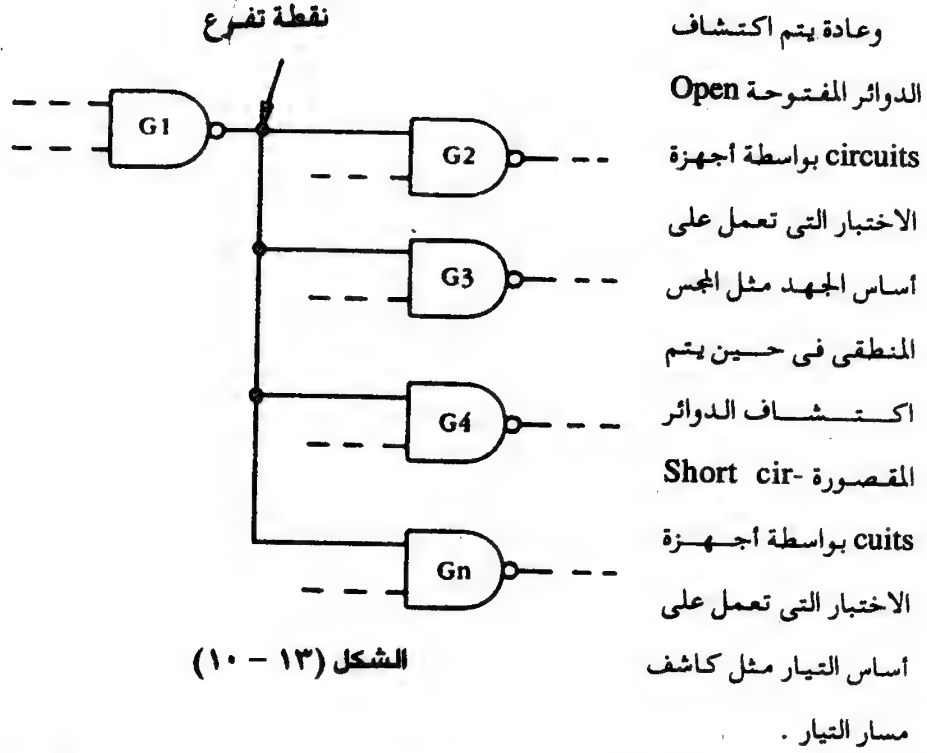 نقطة تفرع
G1
G2
G3
G4
Gn
الشكل (١٣ – ١٠)
وعادة يتم اكتشاف
الدوائر المفتوحة Open
circuits بواسطة أجهزة
الاختبار التى تعمل على
أساس الجهد مثل المجس
المنطقى فى حين يتم
اكتشاف الدوائر
المقصورة Short cir-
cuits بواسطة أجهزة
الاختبار التى تعمل على
أساس التيار مثل كاشف
مسار التيار .